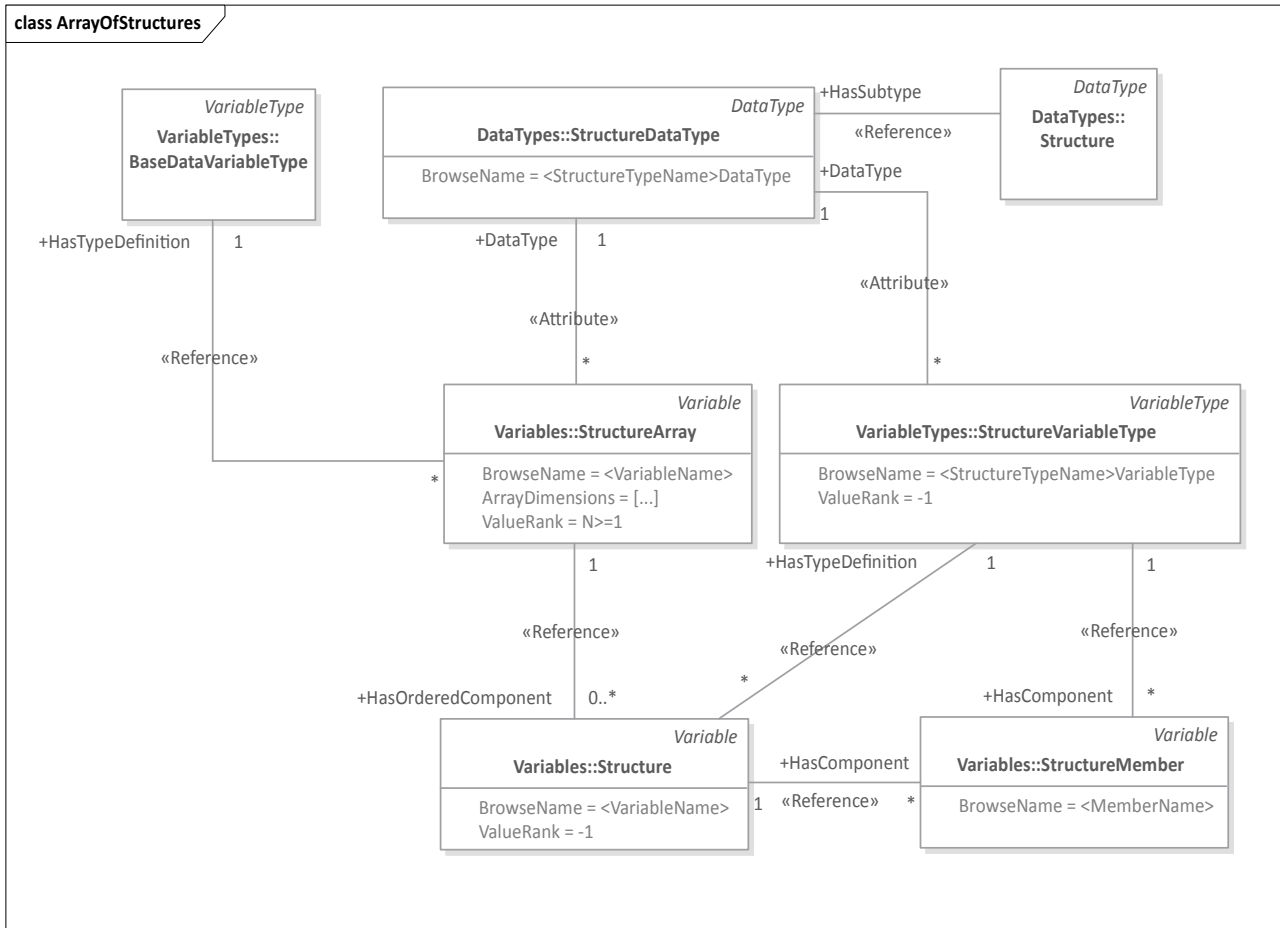 class ArrayOfStructures
VariableType
VariableTypes::
BaseDataVariableType
DataType
DataTypes::StructureDataType
BrowseName = <StructureTypeName>DataType
+HasSubtype
«Reference»
DataType
DataTypes::
Structure
+DataType
1
+HasTypeDefinition
1
+DataType
1
«Attribute»
«Attribute»
«Reference»
*
*
Variable
Variables::StructureArray
BrowseName = <VariableName>
ArrayDimensions = [...]
ValueRank = N>=1
*
VariableType
VariableTypes::StructureVariableType
BrowseName = <StructureTypeName>VariableType
ValueRank = -1
1
+HasTypeDefinition
1
1
«Reference»
«Reference»
«Reference»
*
+HasOrderedComponent
0..*
+HasComponent
*
Variable
Variables::Structure
BrowseName = <VariableName>
ValueRank = -1
+HasComponent
1
«Reference»
*
Variable
Variables::StructureMember
BrowseName = <MemberName>